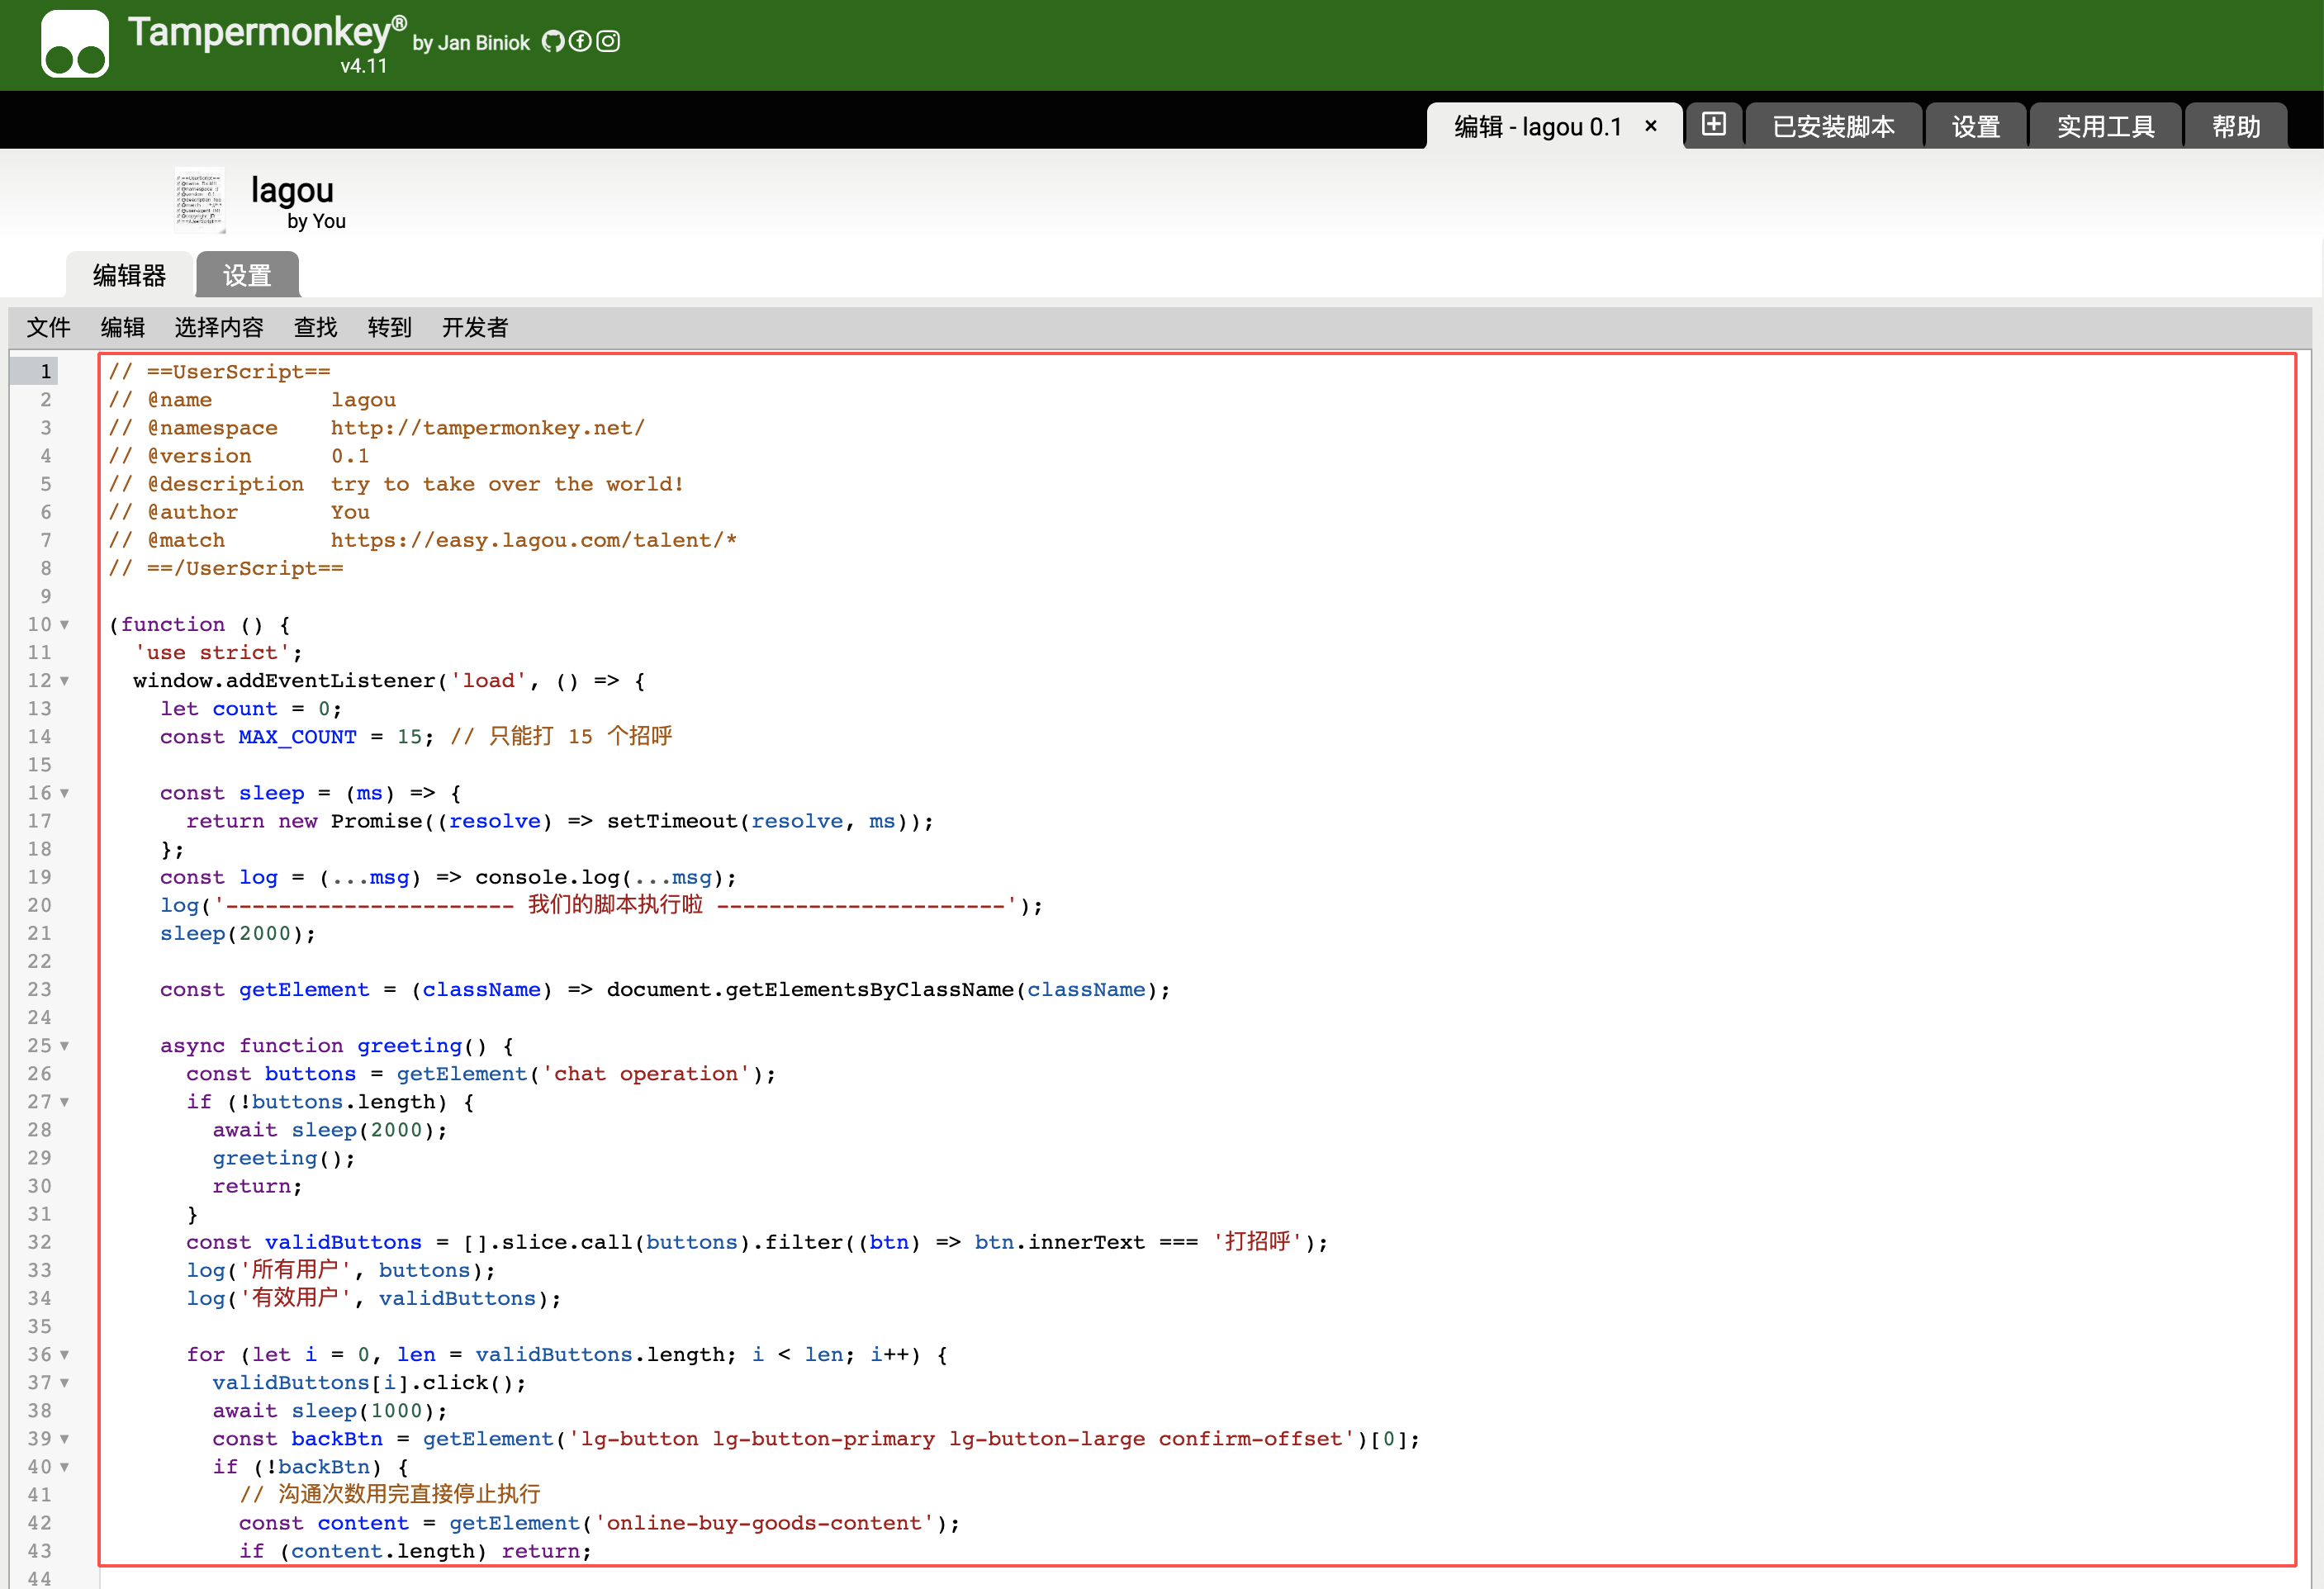 Tampermonkey® by Jan Biniok
v4.11
编辑 - lagou 0.1 × 已安装脚本 设置 实用工具 帮助
lagou
by You
编辑器 设置
文件 编辑 选择内容 查找 转到 开发者
1 // ==UserScript==
2 // @name         lagou
3 // @namespace    http://tampermonkey.net/
4 // @version      0.1
5 // @description  try to take over the world!
6 // @author       You
7 // @match        https://easy.lagou.com/talent/*
8 // ==/UserScript==
9
10 (function () {
11   'use strict';
12   window.addEventListener('load', () => {
13     let count = 0;
14     const MAX_COUNT = 15; // 只能打 15 个招呼
15
16     const sleep = (ms) => {
17       return new Promise((resolve) => setTimeout(resolve, ms));
18     };
19     const log = (...msg) => console.log(...msg);
20     log('---------------------- 我们的脚本执行啦 ----------------------');
21     sleep(2000);
22
23     const getElement = (className) => document.getElementsByClassName(className);
24
25     async function greeting() {
26       const buttons = getElement('chat operation');
27       if (!buttons.length) {
28         await sleep(2000);
29         greeting();
30         return;
31       }
32       const validButtons = [].slice.call(buttons).filter((btn) => btn.innerText === '打招呼');
33       log('所有用户', buttons);
34       log('有效用户', validButtons);
35
36       for (let i = 0, len = validButtons.length; i < len; i++) {
37         validButtons[i].click();
38         await sleep(1000);
39         const backBtn = getElement('lg-button lg-button-primary lg-button-large confirm-offset')[0];
40         if (!backBtn) {
41           // 沟通次数用完直接停止执行
42           const content = getElement('online-buy-goods-content');
43           if (content.length) return;
44